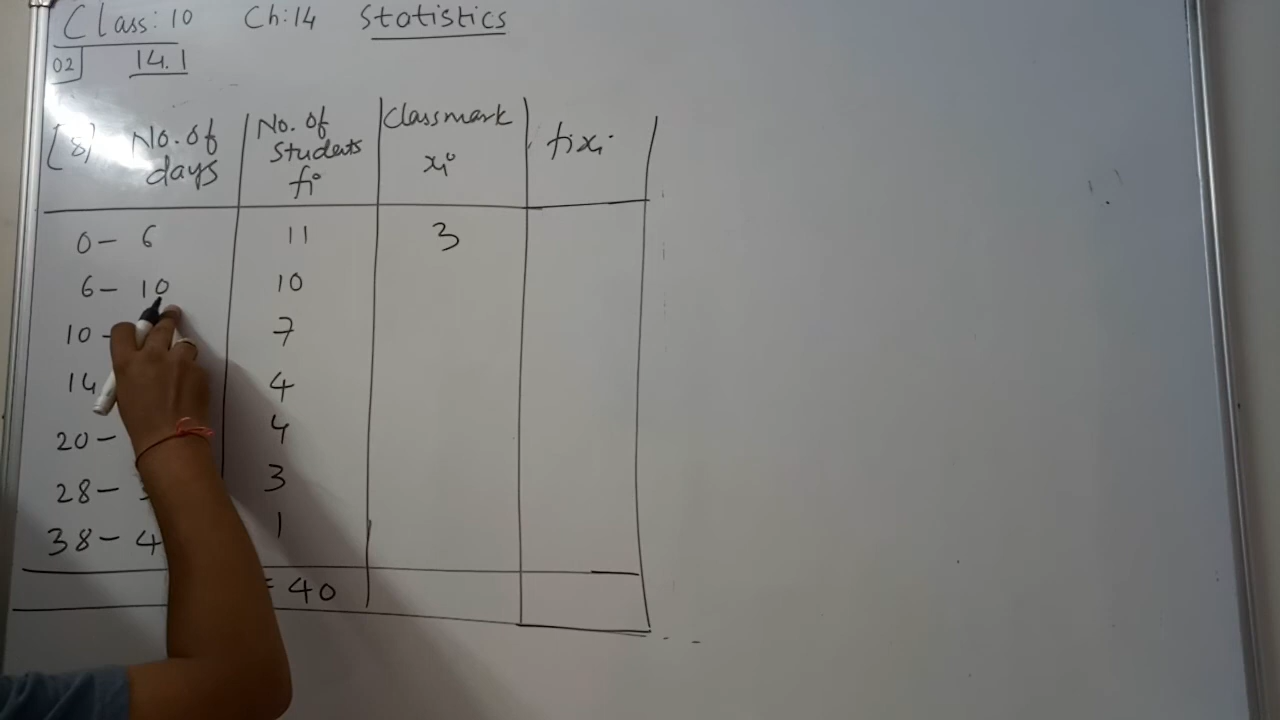 Class: 10 Ch:14 Statistics
02 14.1
[8] No. of days No. of students fi Classmark xi fixi
0 - 6 11 3
6 - 10 10
10 - 7
14 4
20 - 4
28 - 3
38 - 4 1
= 40